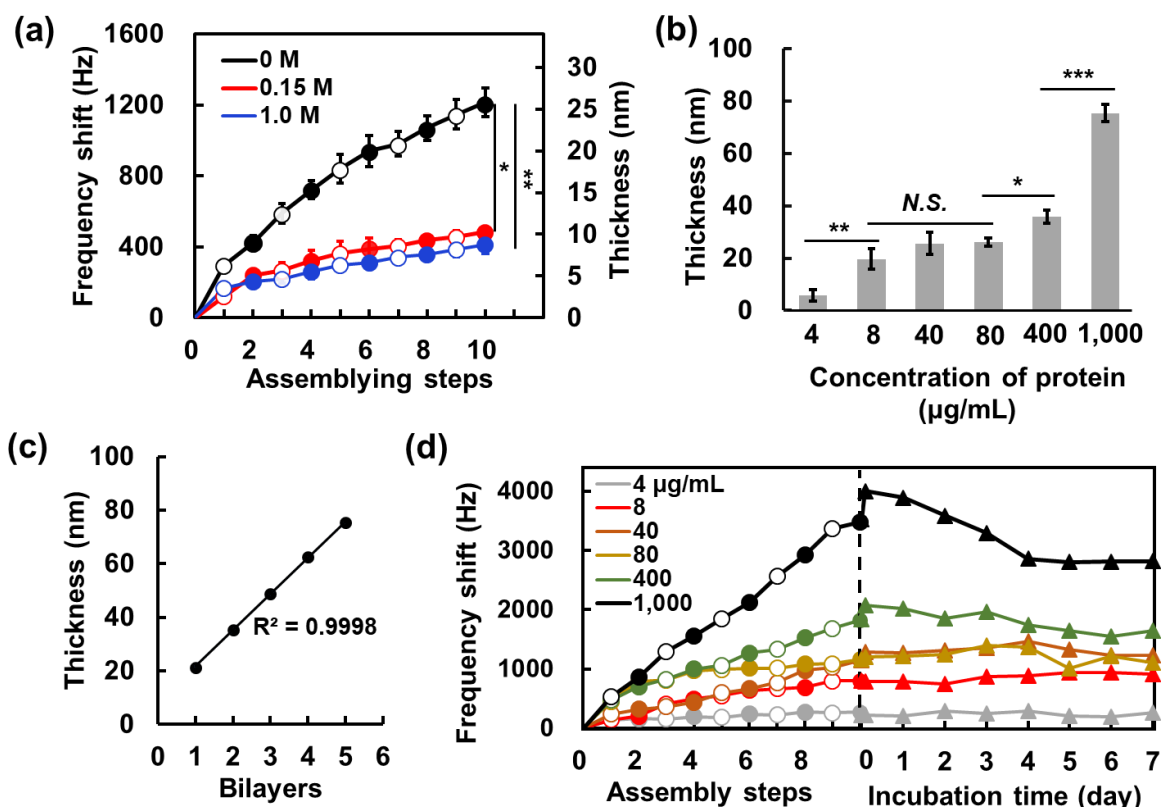 (a)
Frequency shift (Hz)
1600
1200
800
400
0
0 M
0.15 M
1.0 M
*
**
30
25
20
15
10
5
0
Thickness (nm)
0 2 4 6 8 10
Assemblying steps
(b)
Thickness (nm)
100
80
60
40
20
0
**
N.S.
*
***
4 8 40 80 400 1,000
Concentration of protein
(µg/mL)
(c)
Thickness (nm)
100
80
60
40
20
0
R² = 0.9998
0 1 2 3 4 5 6
Bilayers
(d)
Frequency shift (Hz)
4000
3000
2000
1000
0
4 µg/mL
8
40
80
400
1,000
0 2 4 6 8 0 1 2 3 4 5 6 7
Assembly steps
Incubation time (day)